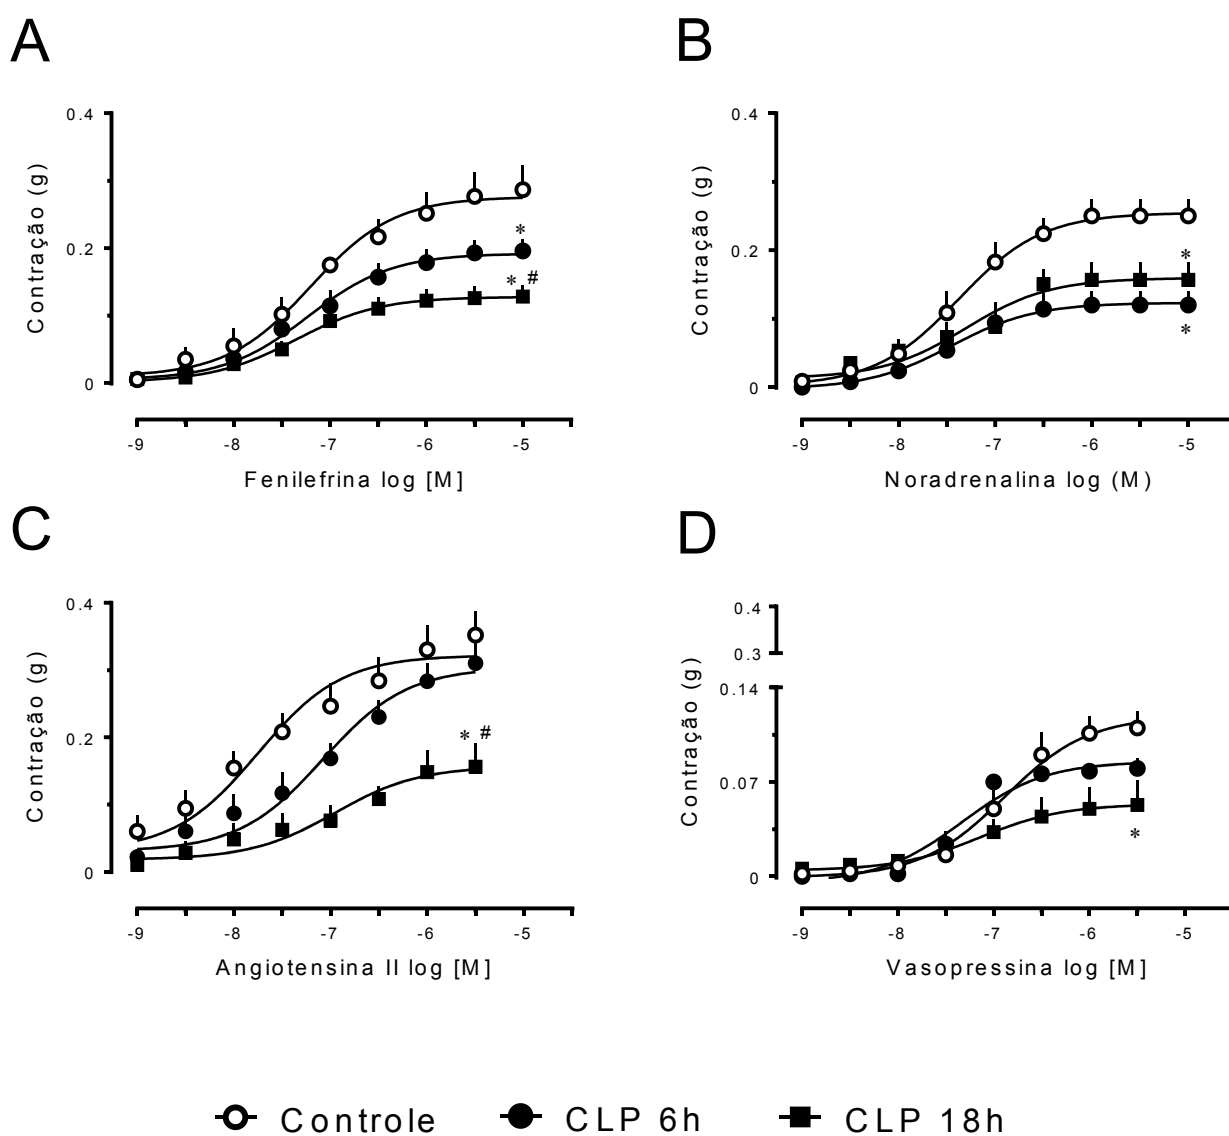 A
B
0.4
0.2
0
Contração (g)
* 
* #
-9 -8 -7 -6 -5
Fenilefrina log [M]
0.4
0.2
0
Contração (g)
*
*
-9 -8 -7 -6 -5
Noradrenalina log (M)
C
D
0.4
0.2
0
Contração (g)
* #
-9 -8 -7 -6 -5
Angiotensina II log [M]
0.4
0.3
0.14
0.07
0
Contração (g)
*
-9 -8 -7 -6 -5
Vasopressina log [M]
Controle CLP 6h CLP 18h